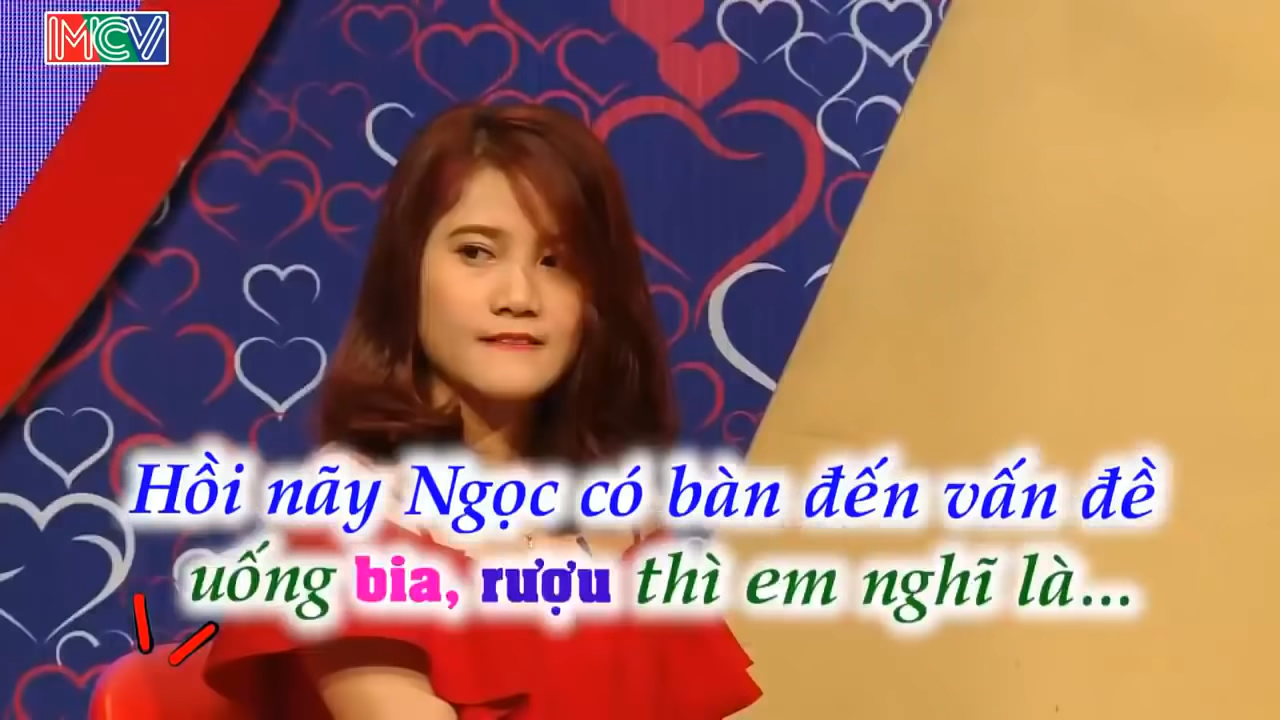 MCV
Hồi nãy Ngọc có bàn đến vấn đề
uống bia, rượu thì em nghĩ là...